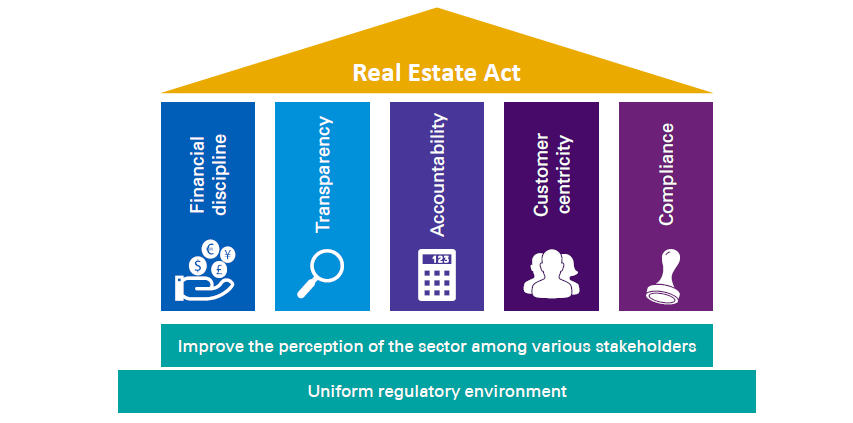 Real Estate Act
Financial
discipline
Transparency
Accountability
Customer
centricity
Compliance
€
¥
$
£
123
Improve the perception of the sector among various stakeholders
Uniform regulatory environment